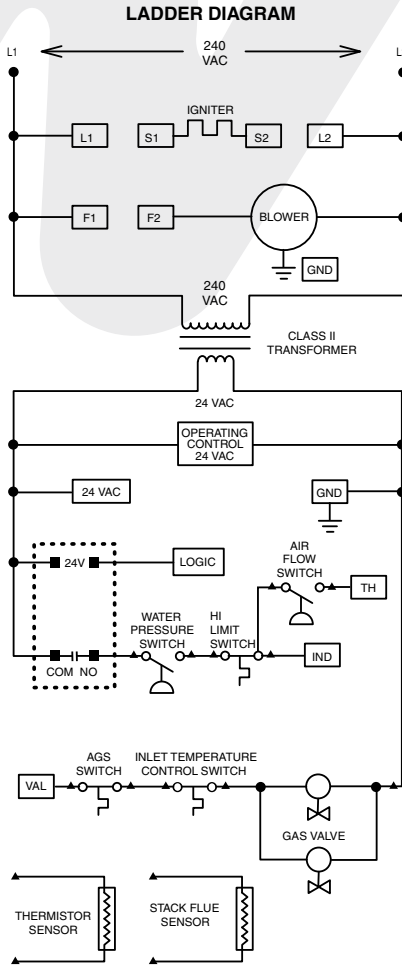 LADDER DIAGRAM
L1
240
VAC
IGNITER
L1
S1
S2
L2
F1
F2
BLOWER
GND
240
VAC
CLASS II
TRANSFORMER
24 VAC
OPERATING
CONTROL
24 VAC
24 VAC
GND
24V
LOGIC
AIR
FLOW
SWITCH
TH
WATER
PRESSURE
SWITCH
HI
LIMIT
SWITCH
IND
COM NO
VAL
AGS
SWITCH
INLET TEMPERATURE
CONTROL SWITCH
GAS VALVE
THERMISTOR
SENSOR
STACK FLUE
SENSOR